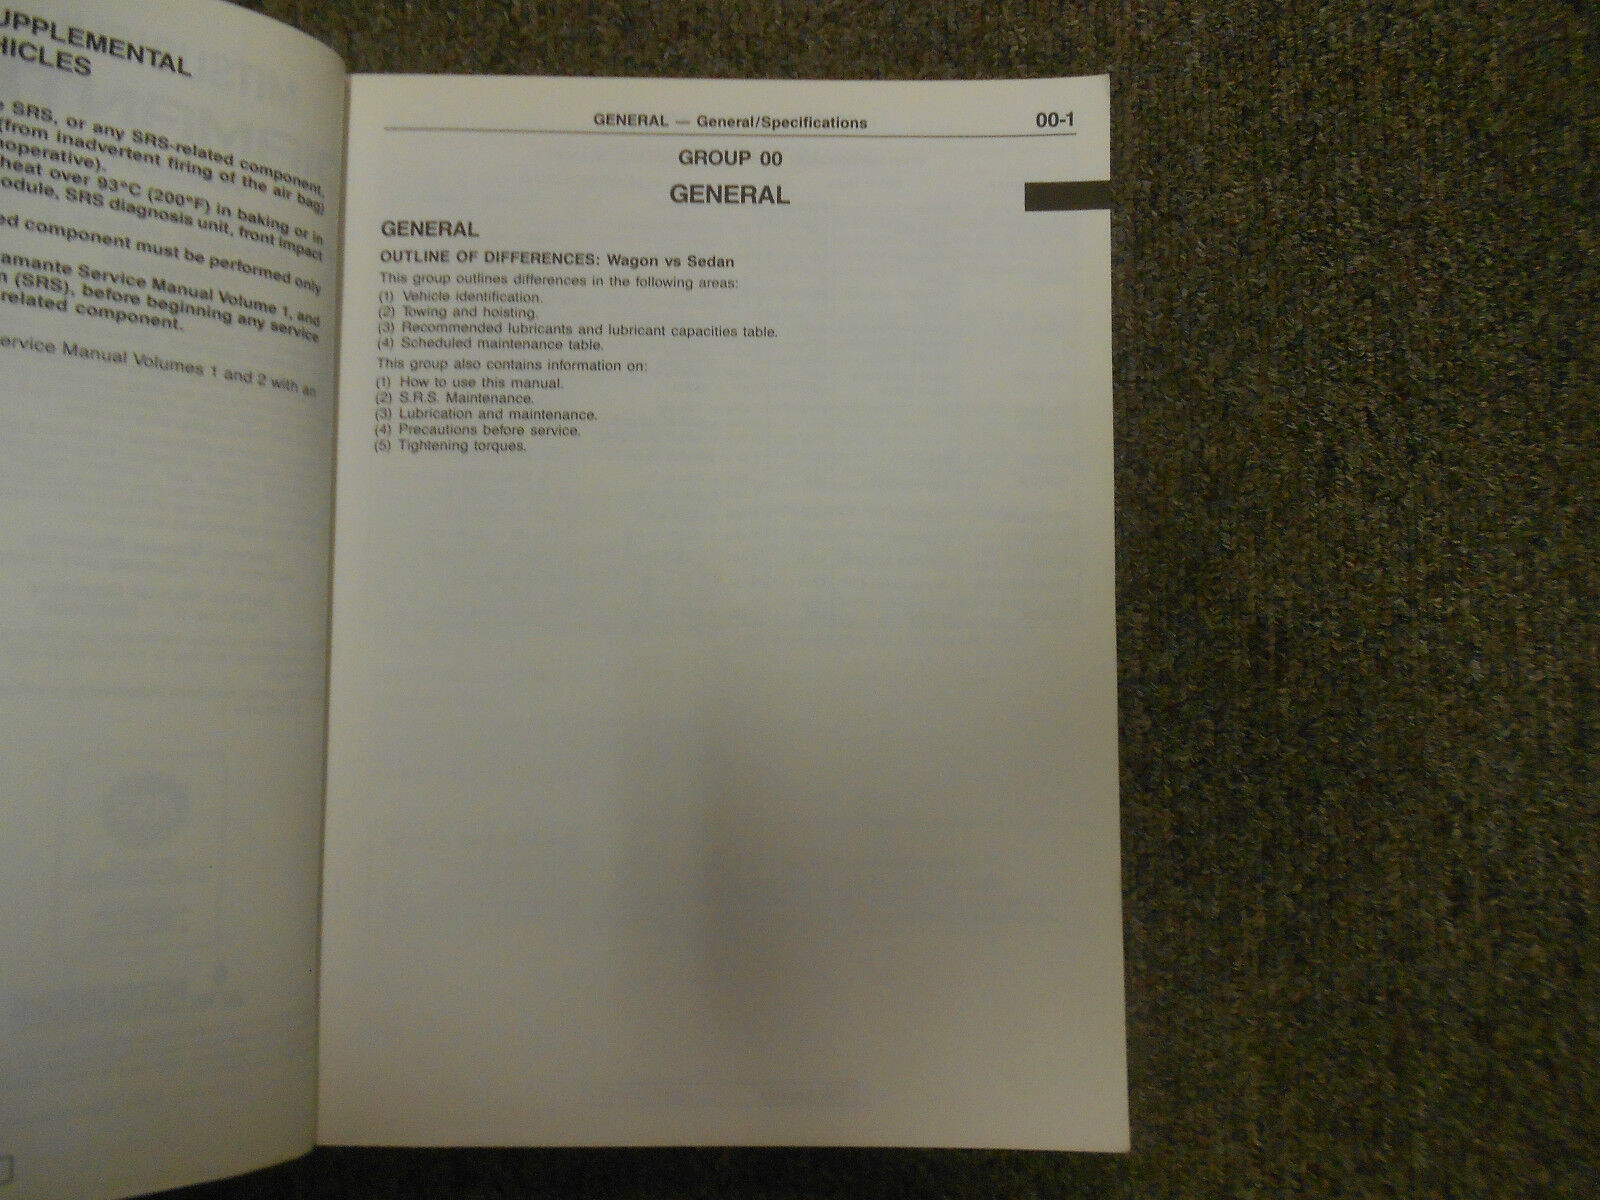 UPPLEMENTAL
HICLES
e SRS, or any SRS-related component,
(from inadvertent firing of the air bag)
noperative).
heat over 93°C (200°F) in baking or in
odule, SRS diagnosis unit, front impact
ed component must be performed only
amante Service Manual Volume 1, and
n (SRS), before beginning any service
related component.
ervice Manual Volumes 1 and 2 with an
GENERAL — General/Specifications 00-1
GROUP 00
GENERAL
GENERAL
OUTLINE OF DIFFERENCES: Wagon vs Sedan
This group outlines differences in the following areas:
(1) Vehicle identification.
(2) Towing and hoisting.
(3) Recommended lubricants and lubricant capacities table.
(4) Scheduled maintenance table.
This group also contains information on:
(1) How to use this manual.
(2) S.R.S. Maintenance.
(3) Lubrication and maintenance.
(4) Precautions before service.
(5) Tightening torques.